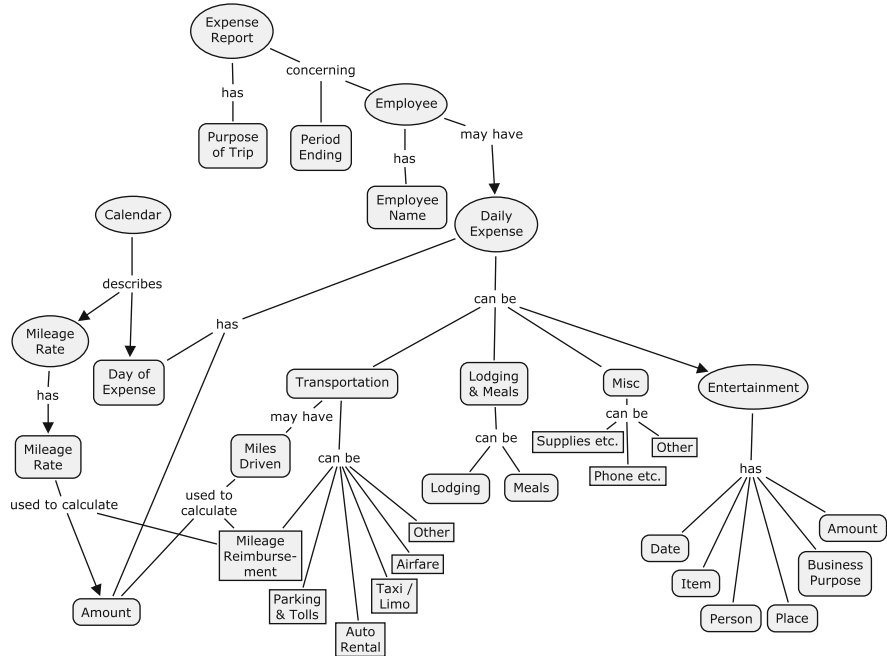 Expense
Report
concerning
has
Employee
Purpose
of Trip
Period
Ending
may have
has
Employee
Name
Calendar
Daily
Expense
describes
can be
has
Mileage
Rate
Day of
Expense
Transportation
Lodging
& Meals
Misc
Entertainment
has
may have
can be
Supplies etc.
Other
Miles
Driven
can be
Mileage
Rate
can be
Phone etc.
has
Lodging
Meals
used to calculate
used to
calculate
Other
Amount
Mileage
Reimburse-
ment
Airfare
Date
Business
Purpose
Item
Taxi /
Limo
Parking
& Tolls
Amount
Person
Place
Auto
Rental